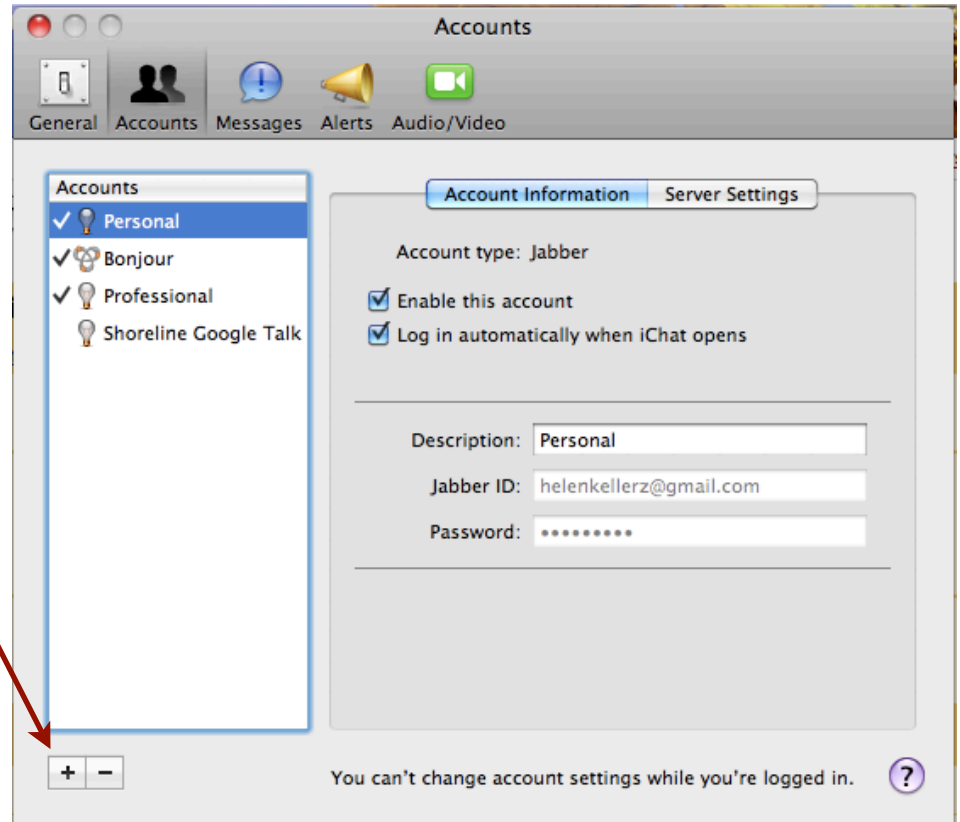 Accounts
General Accounts Messages Alerts Audio/Video
Accounts
Personal
Bonjour
Professional
Shoreline Google Talk
Account Information Server Settings
Account type: Jabber
Enable this account
Log in automatically when iChat opens
Description: Personal
Jabber ID: helenkellerz@gmail.com
Password: •••••••••
+ −
You can't change account settings while you're logged in. ?